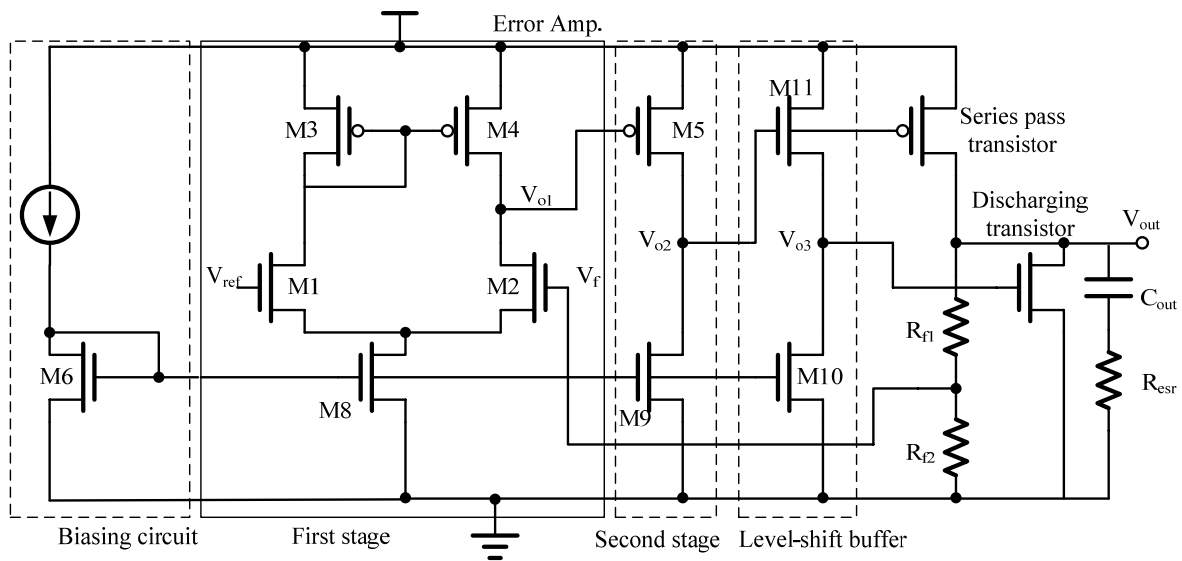 Error Amp.
M3
M4
M5
M11
Series pass
transistor
Discharging
transistor
Vo1
Vout
Vo2
Vo3
Vref
M1
M2
Vf
Cout
Rf1
M6
M8
M9
M10
Resr
Rf2
Biasing circuit
First stage
Second stage
Level-shift buffer